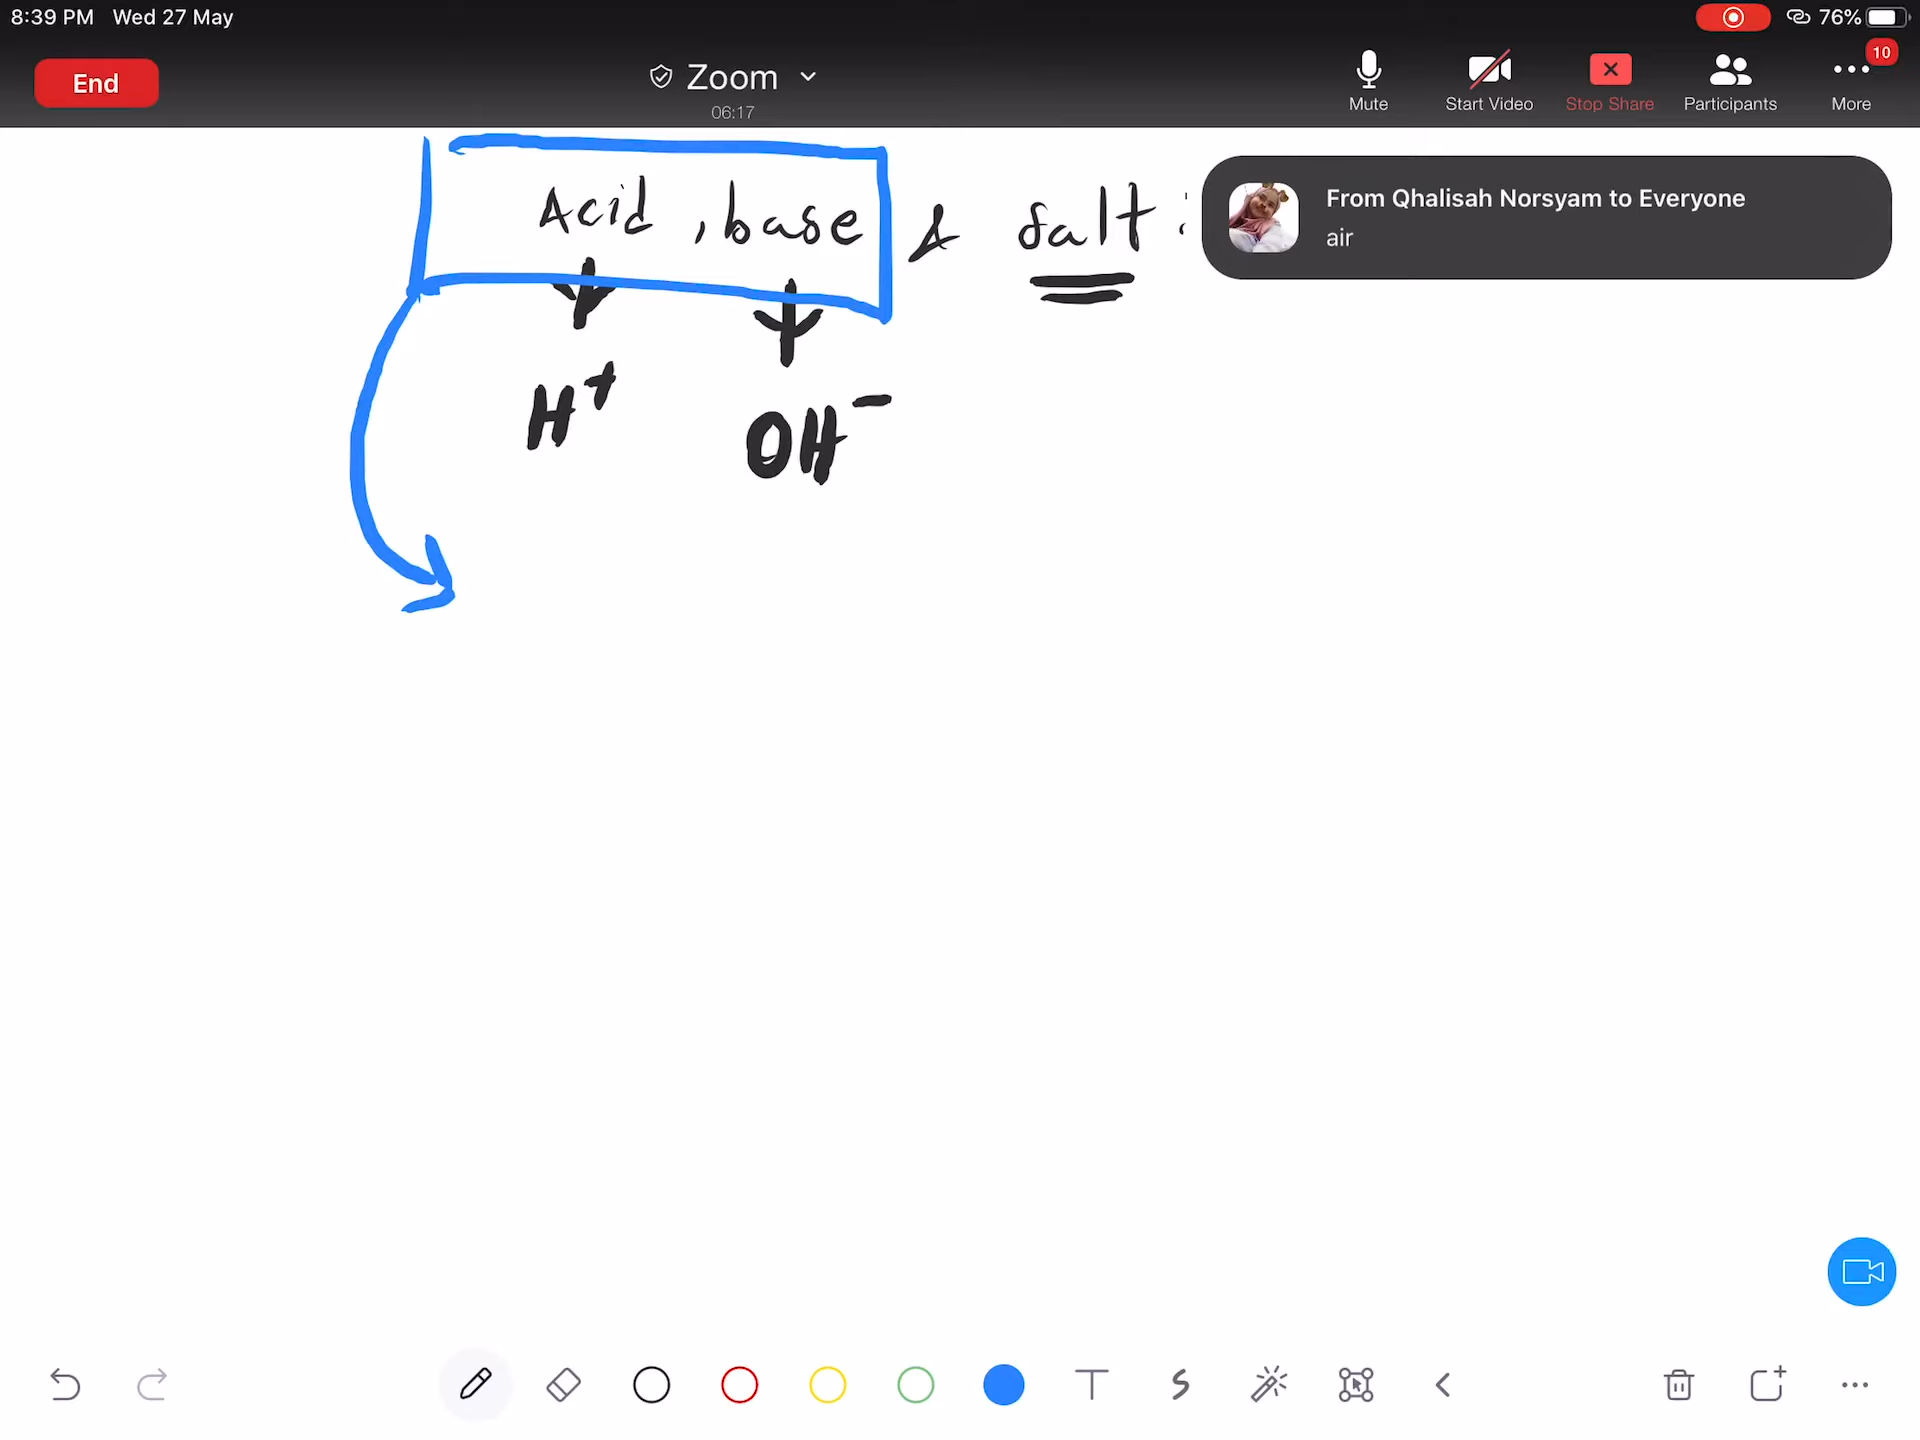 8:39 PM Wed 27 May
76%
End
Zoom
06:17
Mute
Start Video
Stop Share
Participants
10
More
Acid , base & salt :
From Qhalisah Norsyam to Everyone
air
H⁺
OH⁻
T